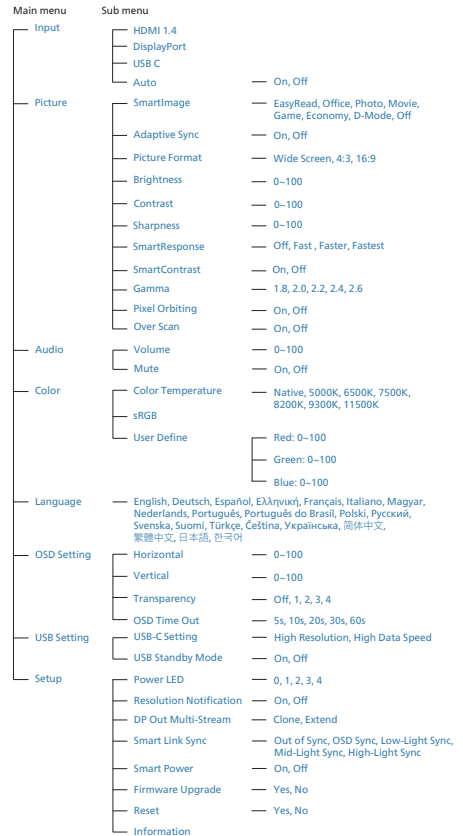 Main menu Sub menu
Input
HDMI 1.4
DisplayPort
USB C
Auto On, Off
Picture
SmartImage EasyRead, Office, Photo, Movie,
Game, Economy, D-Mode, Off
Adaptive Sync On, Off
Picture Format Wide Screen, 4:3, 16:9
Brightness 0~100
Contrast 0~100
Sharpness 0~100
SmartResponse Off, Fast , Faster, Fastest
SmartContrast On, Off
Gamma 1.8, 2.0, 2.2, 2.4, 2.6
Pixel Orbiting On, Off
Over Scan On, Off
Audio Volume 0~100
Mute On, Off
Color Color Temperature Native, 5000K, 6500K, 7500K,
8200K, 9300K, 11500K
sRGB
User Define Red: 0~100
Green: 0~100
Blue: 0~100
Language English, Deutsch, Español, Ελληνική, Français, Italiano, Magyar,
Nederlands, Português, Português do Brasil, Polski, Русский,
Svenska, Suomi, Türkçe, Čeština, Українська, 简体中文,
繁體中文, 日本語, 한국어
OSD Setting Horizontal 0~100
Vertical 0~100
Transparency Off, 1, 2, 3, 4
OSD Time Out 5s, 10s, 20s, 30s, 60s
USB Setting USB-C Setting High Resolution, High Data Speed
USB Standby Mode On, Off
Setup Power LED 0, 1, 2, 3, 4
Resolution Notification On, Off
DP Out Multi-Stream Clone, Extend
Smart Link Sync Out of Sync, OSD Sync, Low-Light Sync,
Mid-Light Sync, High-Light Sync
Smart Power On, Off
Firmware Upgrade Yes, No
Reset Yes, No
Information